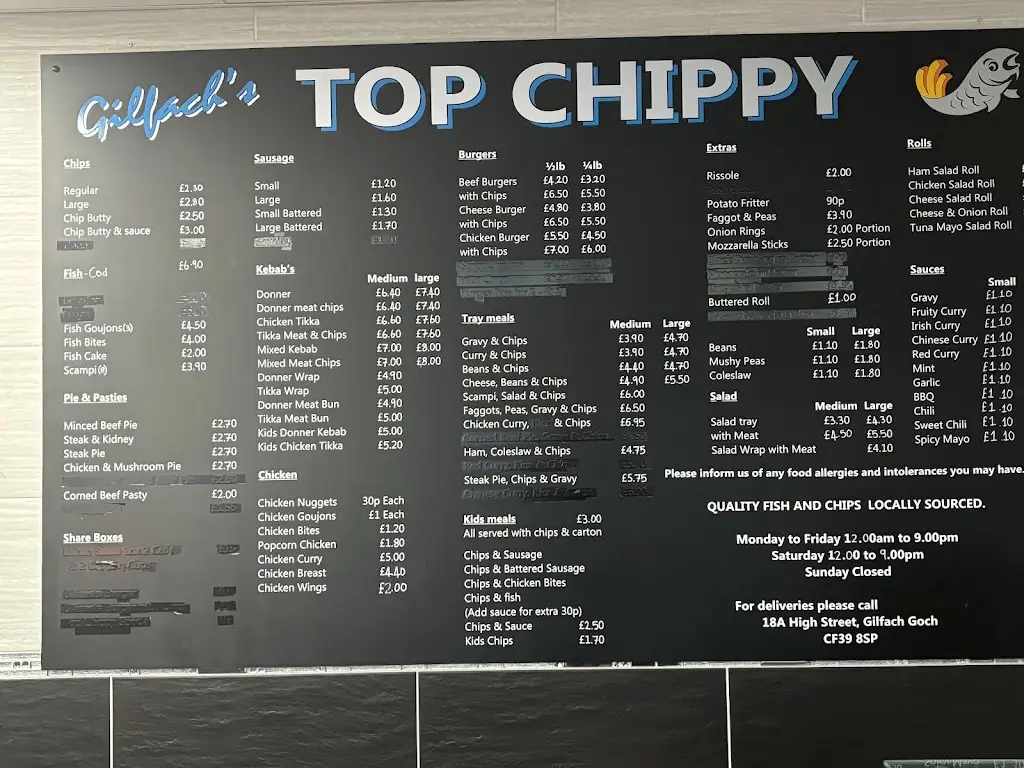 Gilfach's TOP CHIPPY
Chips
Regular £2.30
Large £2.80
Chip Butty £2.50
Chip Butty & sauce £3.00
Fish-Cod £6.90
Fish Goujons(5) £4.50
Fish Bites £4.00
Fish Cake £2.00
Scampi £3.90
Pie & Pasties
Minced Beef Pie £2.70
Steak & Kidney £2.70
Steak Pie £2.70
Chicken & Mushroom Pie £2.70
Corned Beef Pasty £2.00
Share Boxes
Sausage
Small £1.20
Large £1.60
Small Battered £1.30
Large Battered £1.70
Kebab's Medium large
Donner £6.40 £7.40
Donner meat chips £6.40 £7.40
Chicken Tikka £6.60 £7.60
Tikka Meat & Chips £6.60 £7.60
Mixed Kebab £7.00 £8.00
Mixed Meat Chips £7.00 £8.00
Donner Wrap £4.90
Tikka Wrap £5.00
Donner Meat Bun £4.90
Tikka Meat Bun £5.00
Kids Donner Kebab £5.00
Kids Chicken Tikka £5.20
Chicken
Chicken Nuggets 30p Each
Chicken Goujons £1 Each
Chicken Bites £1.20
Popcorn Chicken £1.80
Chicken Curry £5.00
Chicken Breast £4.40
Chicken Wings £2.00
Burgers
½lb ¼lb
Beef Burgers £4.20 £3.20
with Chips £6.50 £5.50
Cheese Burger £4.80 £3.80
with Chips £6.50 £5.50
Chicken Burger £5.50 £4.50
with Chips £7.00 £6.00
Tray meals Medium Large
Gravy & Chips £3.90 £4.70
Curry & Chips £3.90 £4.70
Beans & Chips £4.40 £4.70
Cheese, Beans & Chips £4.90 £5.50
Scampi, Salad & Chips £6.00
Faggots, Peas, Gravy & Chips £6.50
Chicken Curry, & Chips £6.95
Ham, Coleslaw & Chips £4.75
Steak Pie, Chips & Gravy £5.75
Kids meals £3.00
All served with chips & carton
Chips & Sausage
Chips & Battered Sausage
Chips & Chicken Bites
Chips & fish
(Add sauce for extra 30p)
Chips & Sauce £2.50
Kids Chips £1.70
Extras
Rissole £2.00
Potato Fritter 90p
Faggot & Peas £3.90
Onion Rings £2.00 Portion
Mozzarella Sticks £2.50 Portion
Buttered Roll £1.00
Small Large
Beans £1.10 £1.80
Mushy Peas £1.10 £1.80
Coleslaw £1.10 £1.80
Salad
Medium Large
Salad tray £3.30 £4.30
with Meat £4.50 £5.50
Salad Wrap with Meat £4.10
Rolls
Ham Salad Roll
Chicken Salad Roll
Cheese Salad Roll
Cheese & Onion Roll
Tuna Mayo Salad Roll
Sauces
Small
Gravy £1.10
Fruity Curry £1.10
Irish Curry £1.10
Chinese Curry £1.10
Red Curry £1.10
Mint £1.10
Garlic £1.10
BBQ £1.10
Chili £1.10
Sweet Chili £1.10
Spicy Mayo £1.10
Please inform us of any food allergies and intolerances you may have.
QUALITY FISH AND CHIPS LOCALLY SOURCED.
Monday to Friday 12.00am to 9.00pm
Saturday 12.00 to 9.00pm
Sunday Closed
For deliveries please call
18A High Street, Gilfach Goch
CF39 8SP